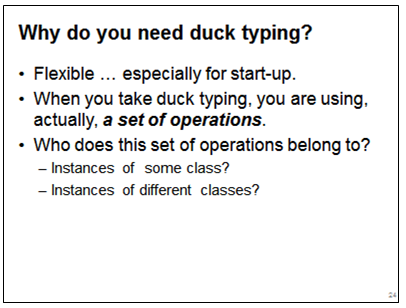 Why do you need duck typing?
• Flexible … especially for start-up.
• When you take duck typing, you are using,
actually, a set of operations.
• Who does this set of operations belong to?
– Instances of some class?
– Instances of different classes?
24